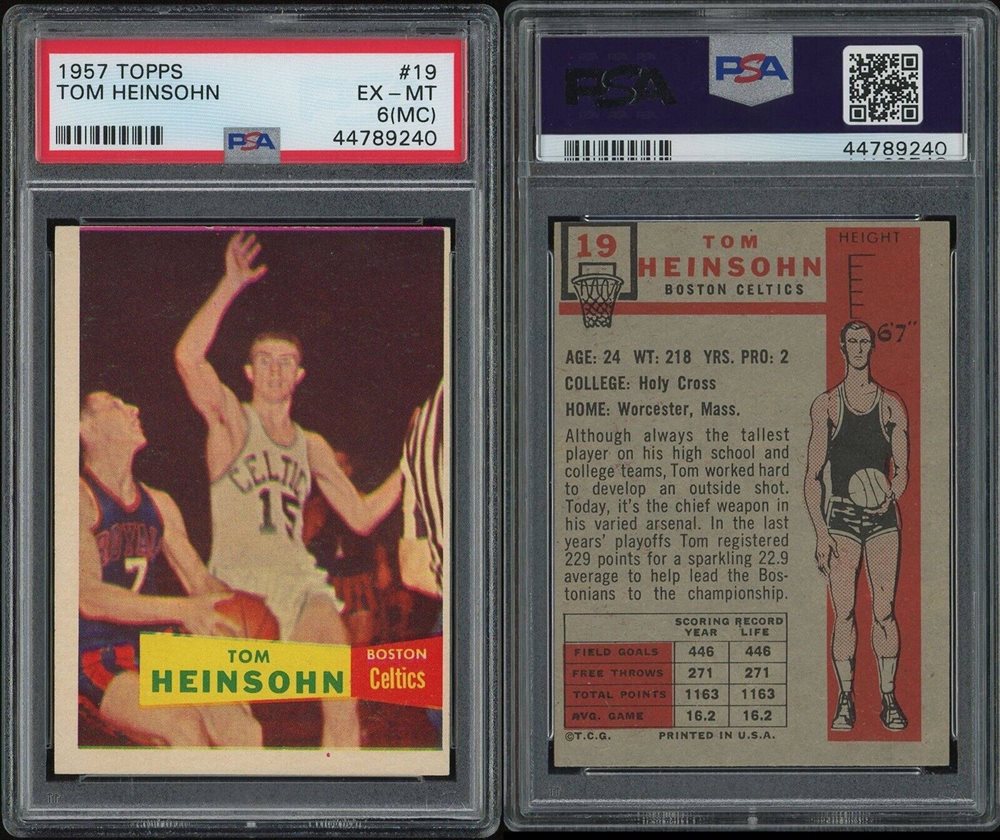 1957 TOPPS #19
TOM HEINSOHN EX - MT
6(MC)
PSA 44789240
CELTIC
15
ROYAL
7
TOM
HEINSOHN
BOSTON
Celtics
PSA PSA
44789240
19
TOM
HEINSOHN
BOSTON CELTICS
HEIGHT
6'7"
AGE: 24 WT: 218 YRS. PRO: 2
COLLEGE: Holy Cross
HOME: Worcester, Mass.
Although always the tallest
player on his high school and
college teams, Tom worked hard
to develop an outside shot.
Today, it's the chief weapon in
his varied arsenal. In the last
years' playoffs Tom registered
229 points for a sparkling 22.9
average to help lead the Bos-
tonians to the championship.
SCORING RECORD
YEAR LIFE
FIELD GOALS 446 446
FREE THROWS 271 271
TOTAL POINTS 1163 1163
AVG. GAME 16.2 16.2
©T.C.G. PRINTED IN U.S.A.